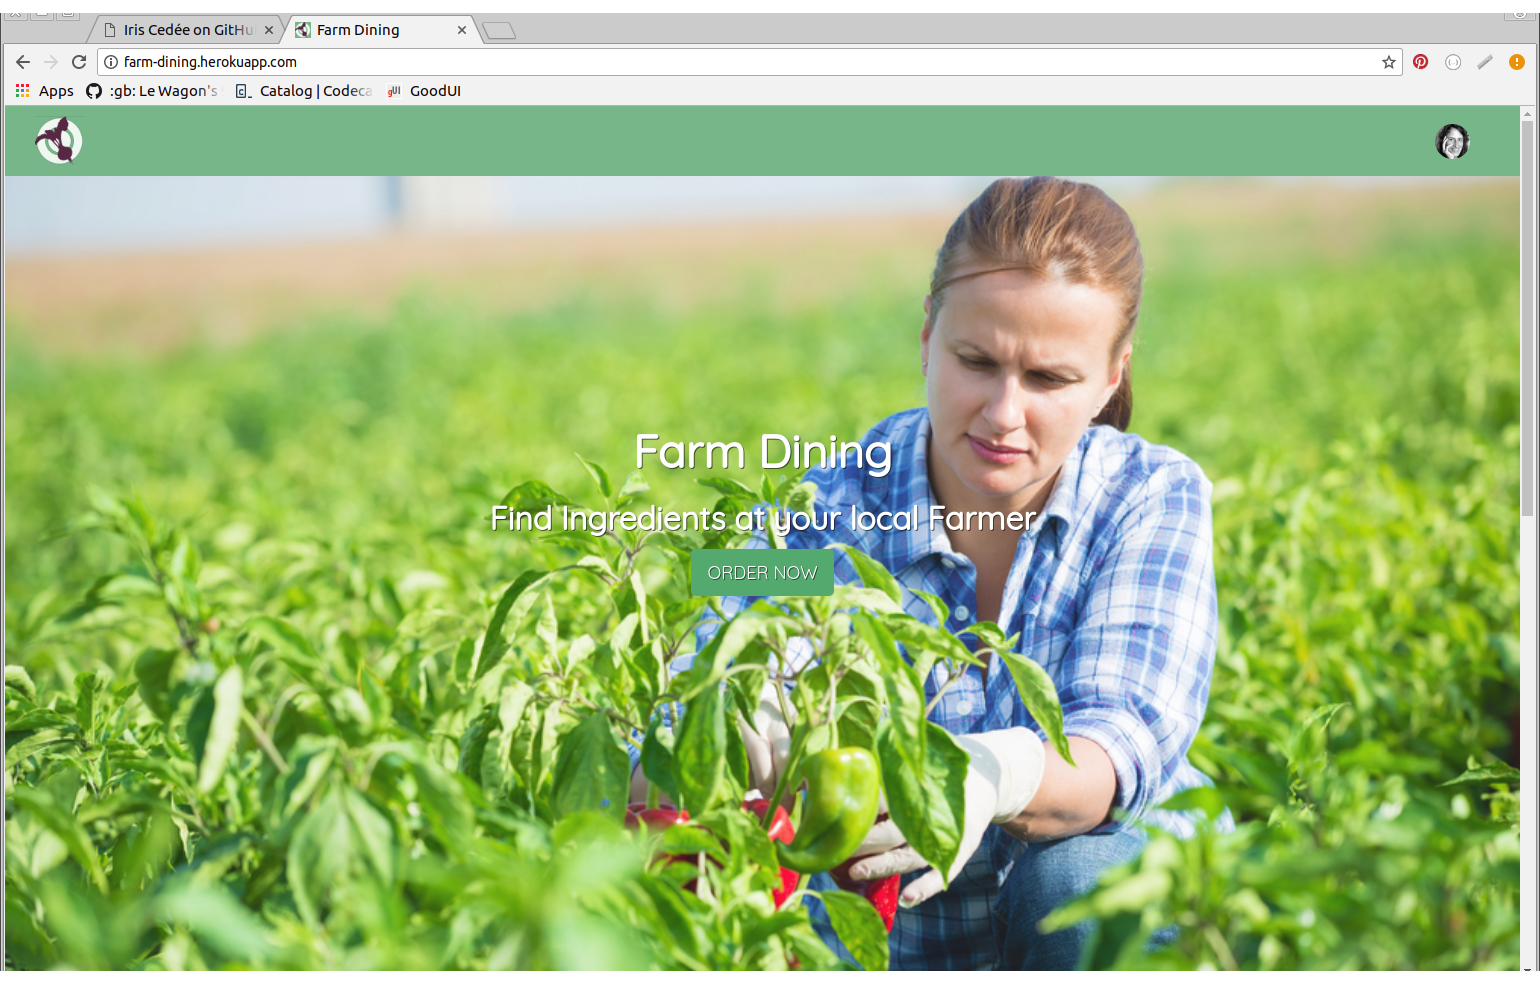 Iris Cedée on GitHu
Farm Dining
farm-dining.herokuapp.com
Apps
:gb: Le Wagon's
Catalog | Codeca
gUI
GoodUI
Farm Dining
Find Ingredients at your local Farmer
ORDER NOW